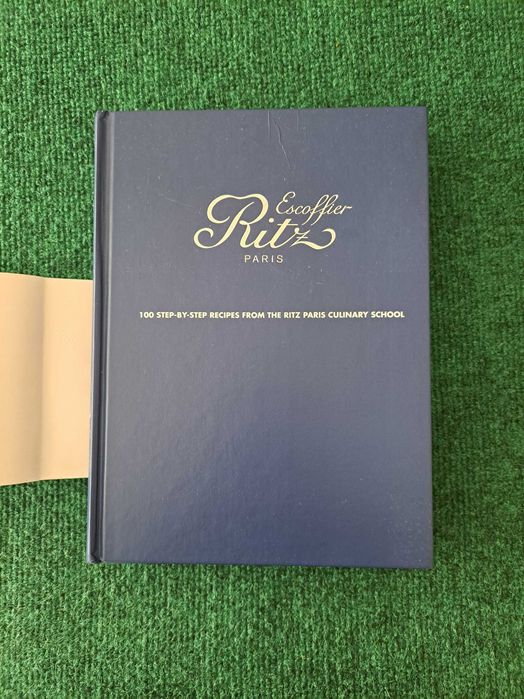 Escoffier
Ritz
PARIS
100 STEP-BY-STEP RECIPES FROM THE RITZ PARIS CULINARY SCHOOL